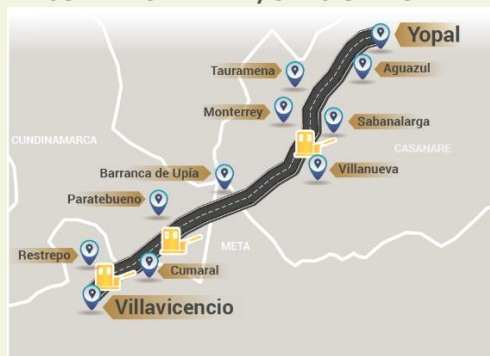 Yopal
Tauramena
Aguazul
Monterrey
Sabanalarga
CUNDINAMARCA
CASANARE
Barranca de Upía
Villanueva
Paratebueno
META
Restrepo
Cumaral
Villavicencio